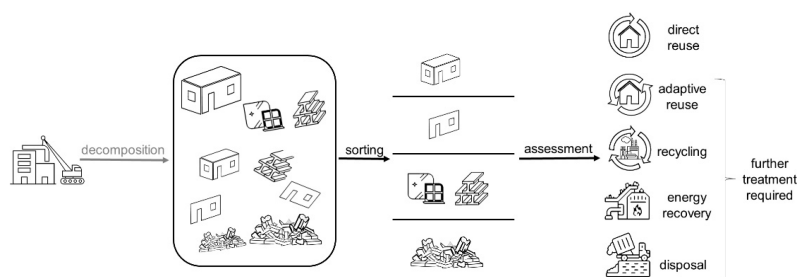 decomposition
sorting
assessment
direct
reuse
adaptive
reuse
recycling
energy
recovery
disposal
further
treatment
required